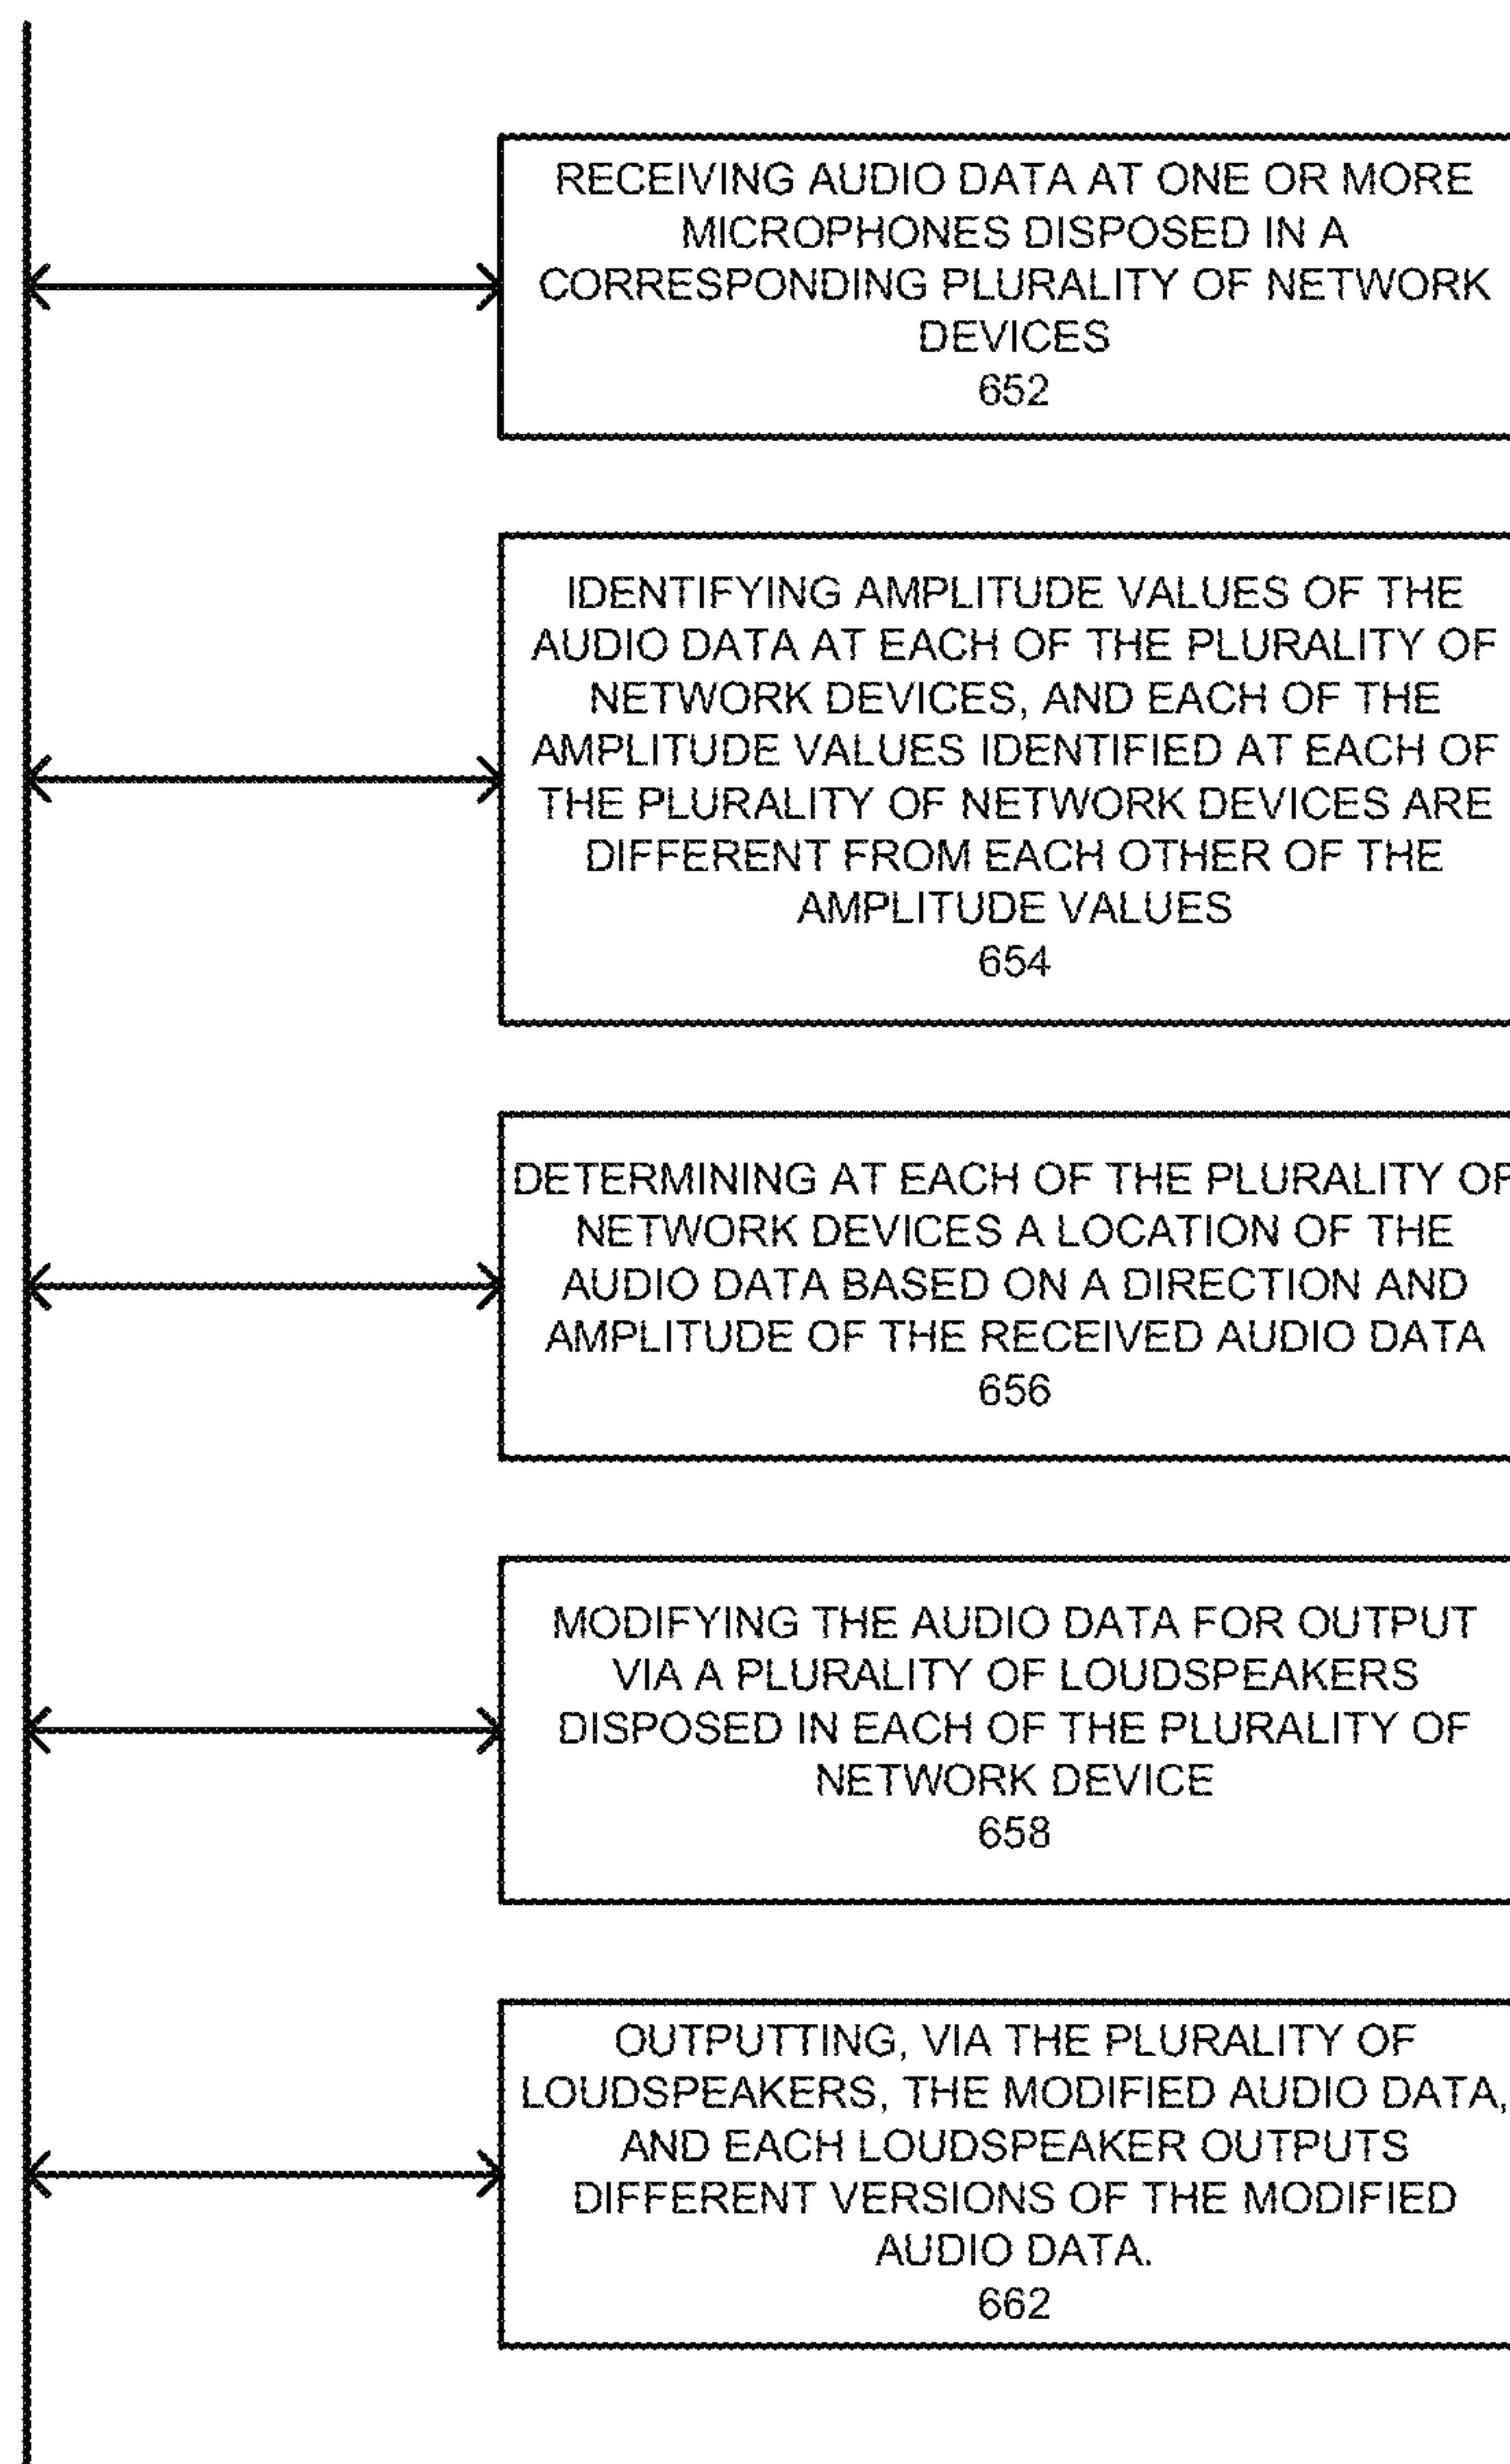 RECEIVING AUDIO DATA AT ONE OR MORE
MICROPHONES DISPOSED IN A
CORRESPONDING PLURALITY OF NETWORK
DEVICES
652
IDENTIFYING AMPLITUDE VALUES OF THE
AUDIO DATA AT EACH OF THE PLURALITY OF
NETWORK DEVICES, AND EACH OF THE
AMPLITUDE VALUES IDENTIFIED AT EACH OF
THE PLURALITY OF NETWORK DEVICES ARE
DIFFERENT FROM EACH OTHER OF THE
AMPLITUDE VALUES
654
DETERMINING AT EACH OF THE PLURALITY OF
NETWORK DEVICES A LOCATION OF THE
AUDIO DATA BASED ON A DIRECTION AND
AMPLITUDE OF THE RECEIVED AUDIO DATA
656
MODIFYING THE AUDIO DATA FOR OUTPUT
VIA A PLURALITY OF LOUDSPEAKERS
DISPOSED IN EACH OF THE PLURALITY OF
NETWORK DEVICE
658
OUTPUTTING, VIA THE PLURALITY OF
LOUDSPEAKERS, THE MODIFIED AUDIO DATA,
AND EACH LOUDSPEAKER OUTPUTS
DIFFERENT VERSIONS OF THE MODIFIED
AUDIO DATA.
662